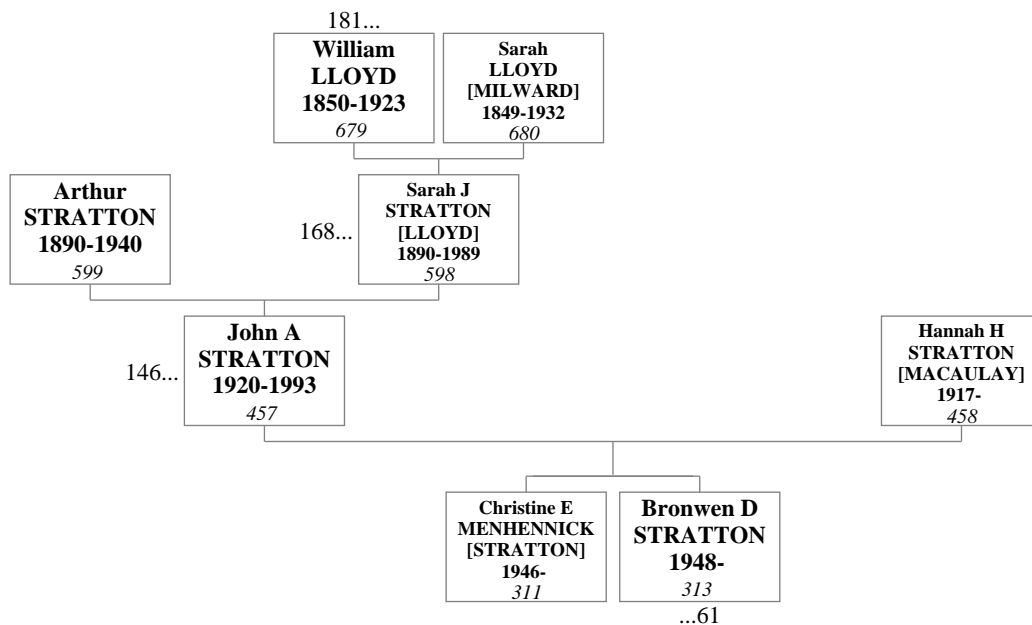 181...
William
LLOYD
1850-1923
679
Sarah
LLOYD
[MILWARD]
1849-1932
680
Arthur
STRATTON
1890-1940
599
168...
Sarah J
STRATTON
[LLOYD]
1890-1989
598
146...
John A
STRATTON
1920-1993
457
Hannah H
STRATTON
[MACAULAY]
1917-
458
Christine E
MENHENNICK
[STRATTON]
1946-
311
Bronwen D
STRATTON
1948-
313
...61